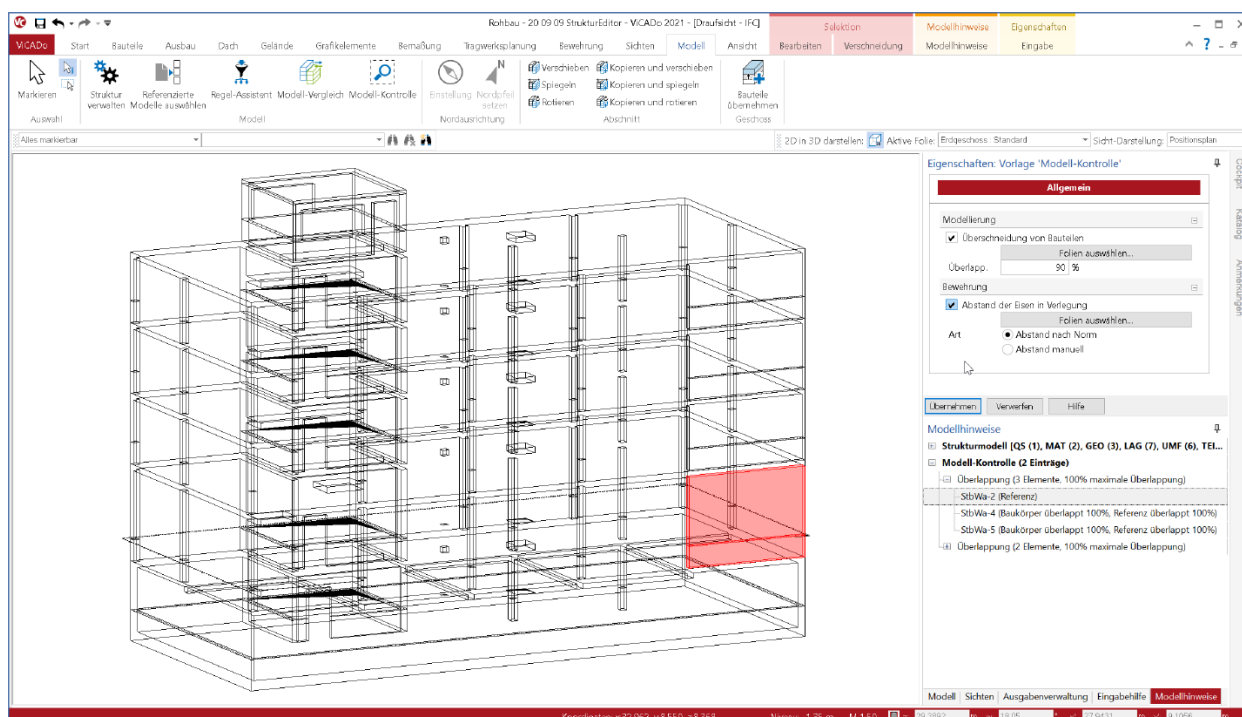 Rohbau - 20 09 09 StrukturEditor - ViCADo 2021 - [Draufsicht - IFC]
Selektion Modellhinweise Eigenschaften
ViCADo Start Bauteile Ausbau Dach Gelände Grafikelemente Bemaßung Tragwerksplanung Bewehrung Sichten Modell Ansicht Bearbeiten Verschneidung Modellhinweise Eingabe
Markieren
Struktur verwalten
Referenzierte Modelle auswählen
Regel-Assistent
Modell-Vergleich
Modell-Kontrolle
Einstellung
Nordpfeil setzen
Verschieben
Kopieren und verschieben
Spiegeln
Kopieren und spiegeln
Rotieren
Kopieren und rotieren
Bauteile übernehmen
Auswahl Modell Nordausrichtung Abschnitt Geschoss
Alles markierbar
2D in 3D darstellen: Aktive Folie: Erdgeschoss : Standard Sicht-Darstellung: Positionsplan
Eigenschaften: Vorlage 'Modell-Kontrolle'
Allgemein
Modellierung
Überschneidung von Bauteilen
Folien auswählen...
Überlapp. 90 %
Bewehrung
Abstand der Eisen in Verlegung
Folien auswählen...
Art Abstand nach Norm
Abstand manuell
Übernehmen Verwerfen Hilfe
Modellhinweise
Strukturmodell [QS (1), MAT (2), GEO (3), LAG (7), UMF (6), TEI...
Modell-Kontrolle (2 Einträge)
Überlappung (3 Elemente, 100% maximale Überlappung)
StbWa-2 (Referenz)
StbWa-4 (Baukörper überlappt 100%, Referenz überlappt 100%)
StbWa-5 (Baukörper überlappt 100%, Referenz überlappt 100%)
Überlappung (2 Elemente, 100% maximale Überlappung)
Modell Sichten Ausgabenverwaltung Eingabehilfe Modellhinweise
Cockpit
Katalog
Anmerkungen